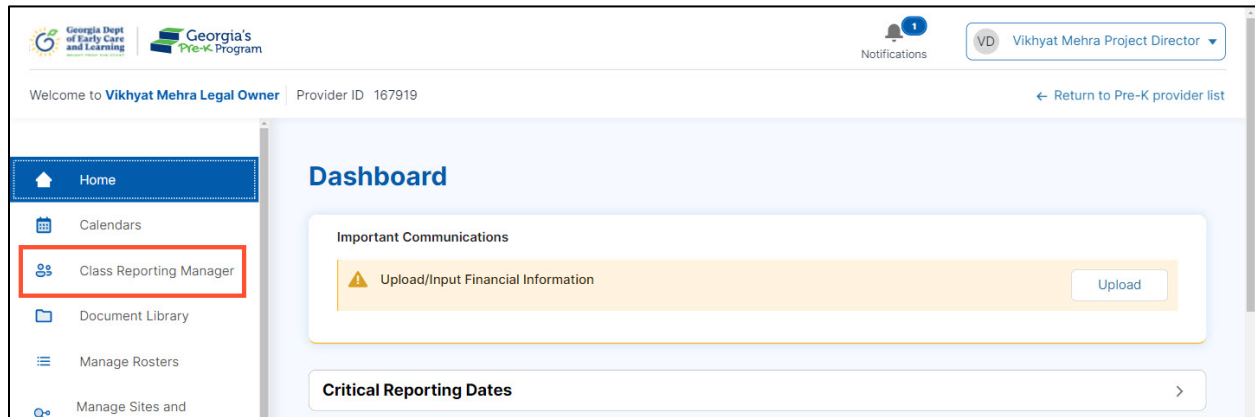 Georgia Dept
of Early Care
and Learning
Georgia's
Pre-K Program
1
Notifications
VD Vikhyat Mehra Project Director
Welcome to Vikhyat Mehra Legal Owner Provider ID 167919
← Return to Pre-K provider list
Home
Calendars
Class Reporting Manager
Document Library
Manage Rosters
Manage Sites and
Dashboard
Important Communications
Upload/Input Financial Information
Upload
Critical Reporting Dates